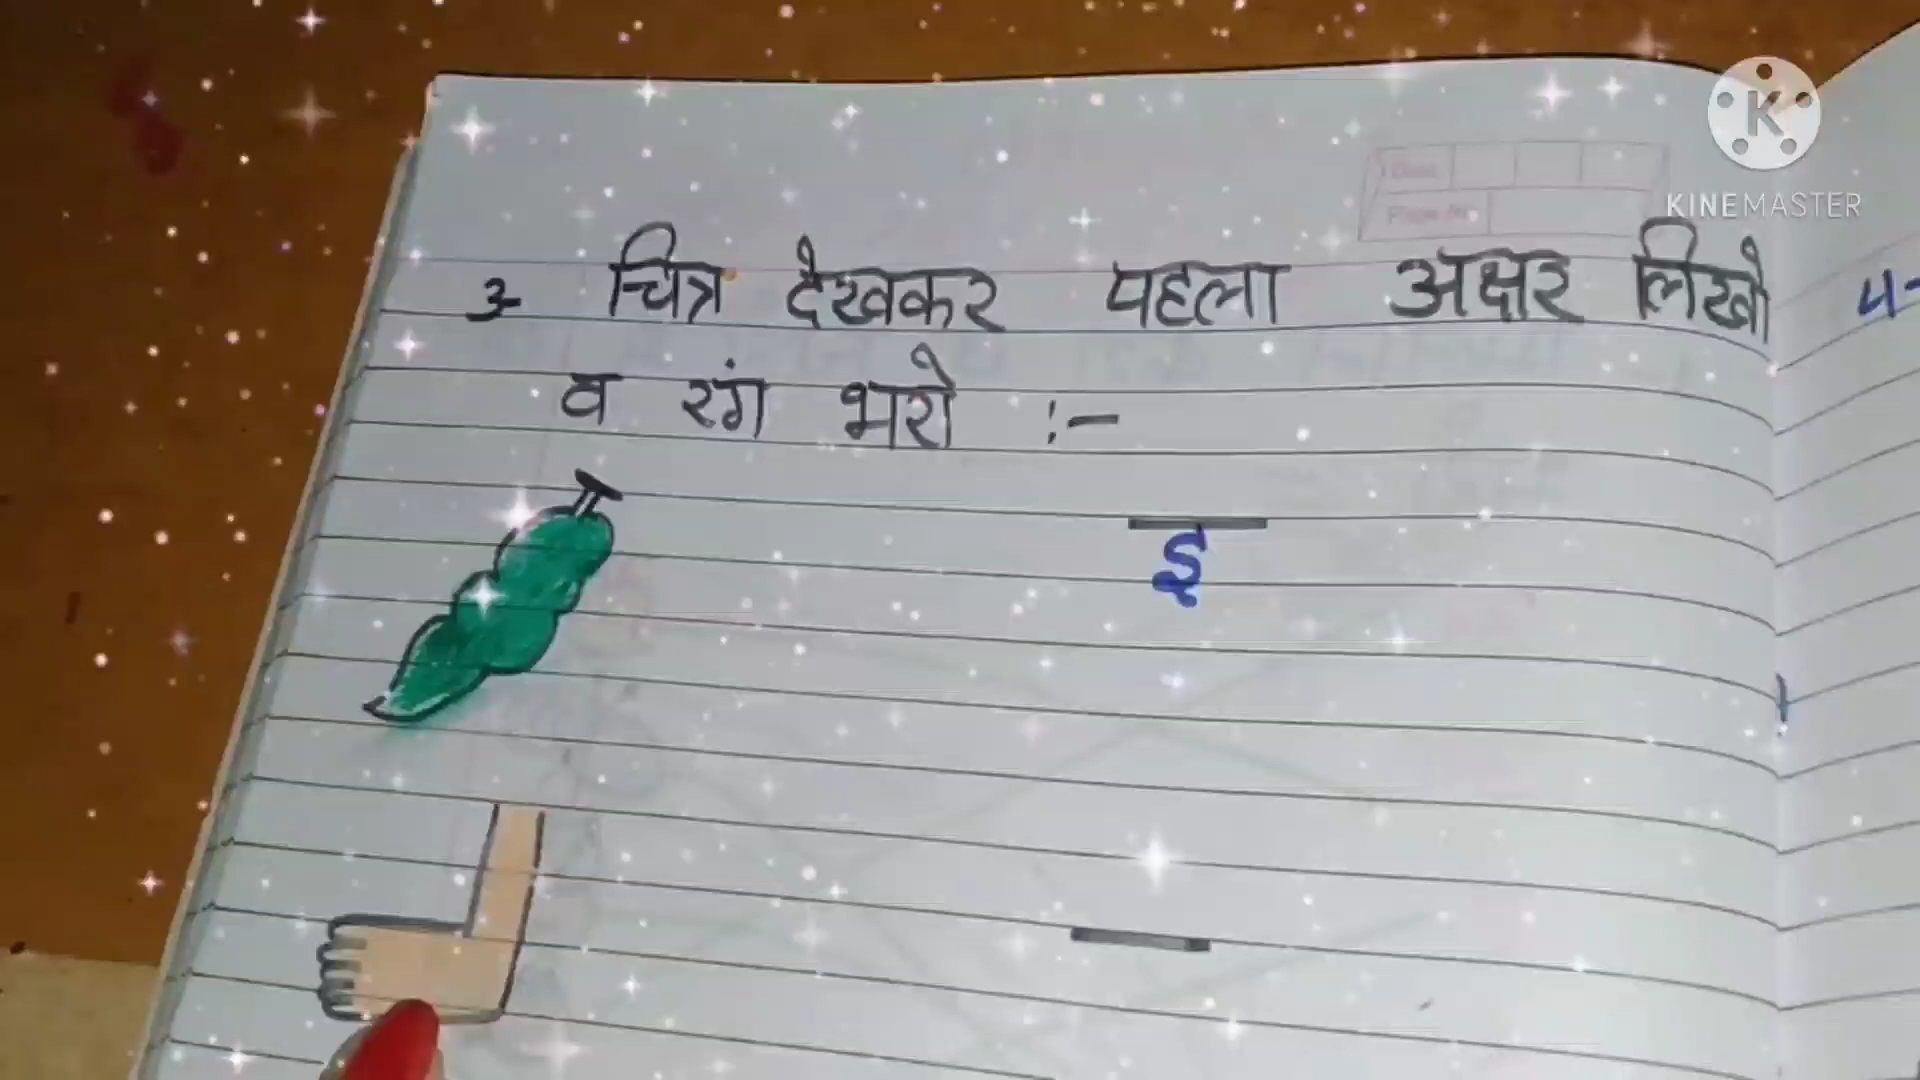 3- चित्र देखकर पहला अक्षर लिखो
व रंग भरो :-
इ
KINEMASTER